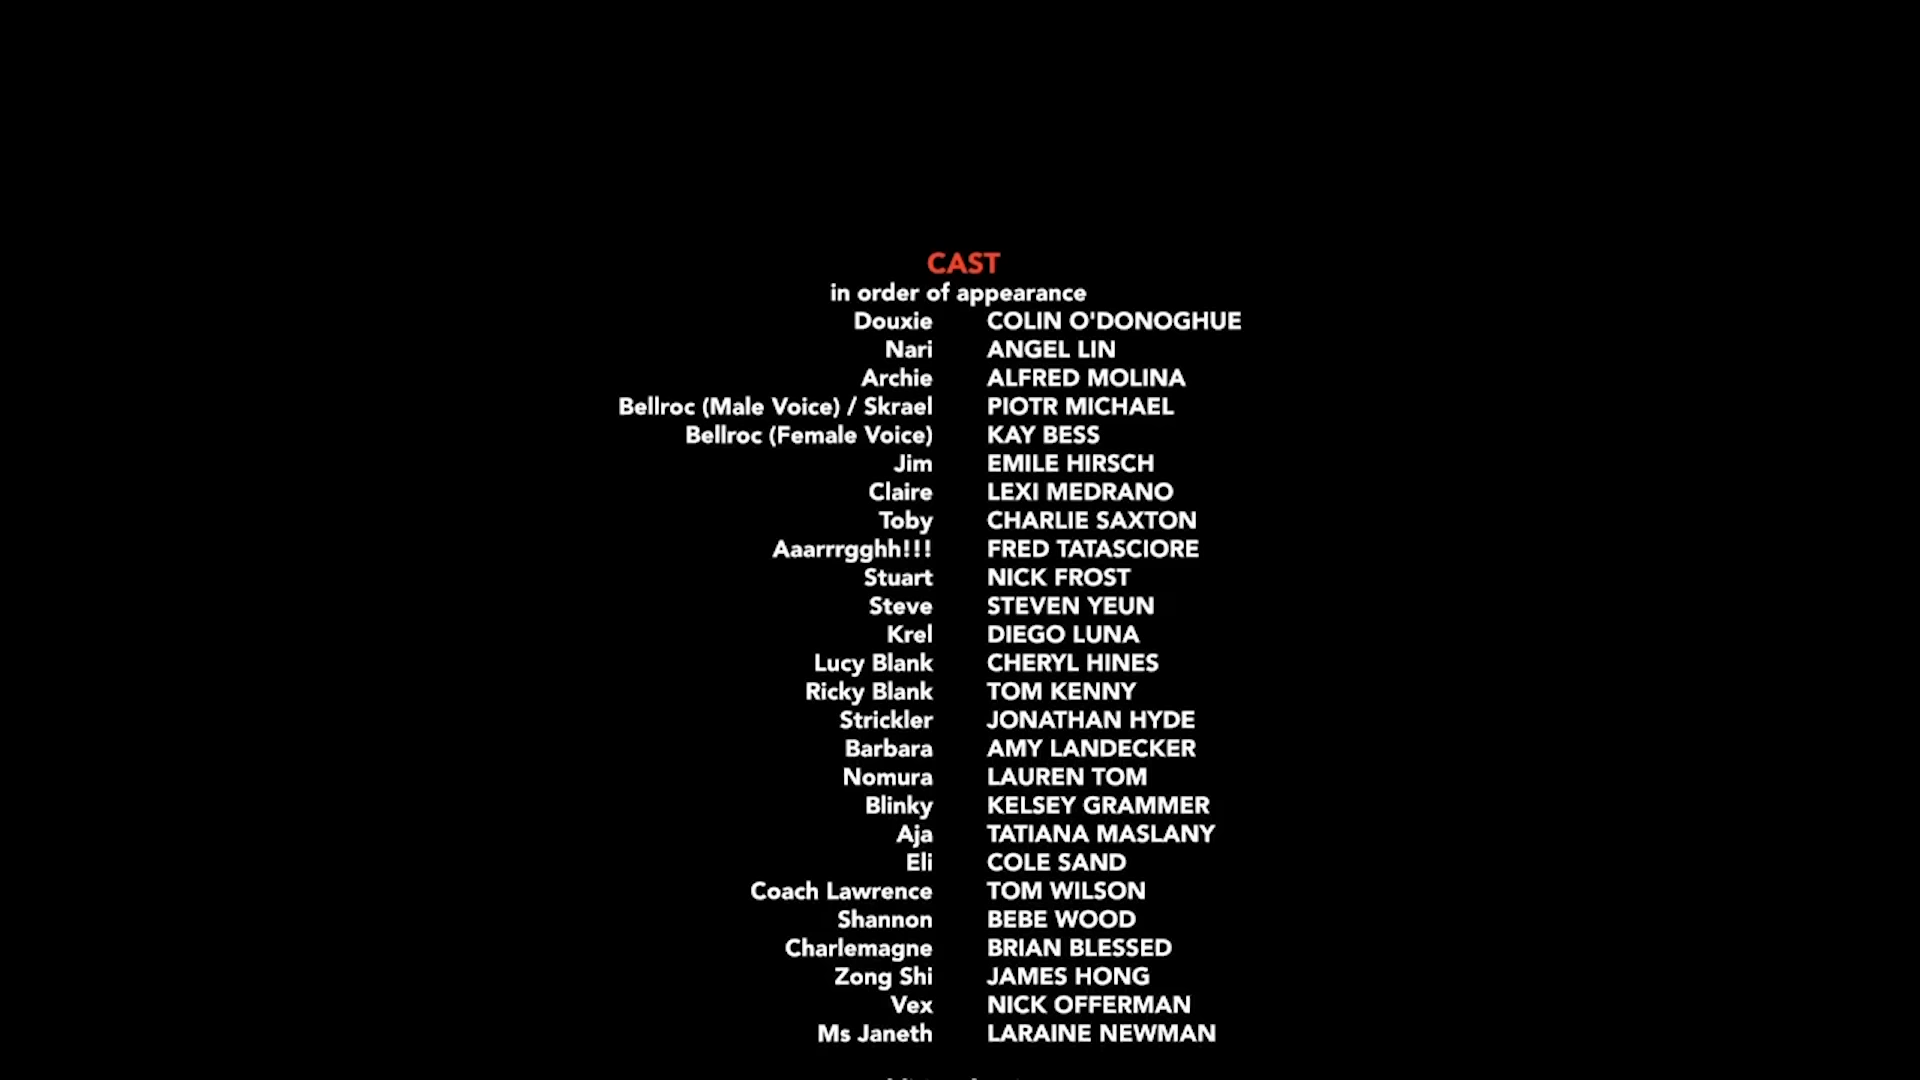 CAST
in order of appearance
Douxie COLIN O'DONOGHUE
Nari ANGEL LIN
Archie ALFRED MOLINA
Bellroc (Male Voice) / Skrael PIOTR MICHAEL
Bellroc (Female Voice) KAY BESS
Jim EMILE HIRSCH
Claire LEXI MEDRANO
Toby CHARLIE SAXTON
Aaarrrgghh!!! FRED TATASCIORE
Stuart NICK FROST
Steve STEVEN YEUN
Krel DIEGO LUNA
Lucy Blank CHERYL HINES
Ricky Blank TOM KENNY
Strickler JONATHAN HYDE
Barbara AMY LANDECKER
Nomura LAUREN TOM
Blinky KELSEY GRAMMER
Aja TATIANA MASLANY
Eli COLE SAND
Coach Lawrence TOM WILSON
Shannon BEBE WOOD
Charlemagne BRIAN BLESSED
Zong Shi JAMES HONG
Vex NICK OFFERMAN
Ms Janeth LARAINE NEWMAN